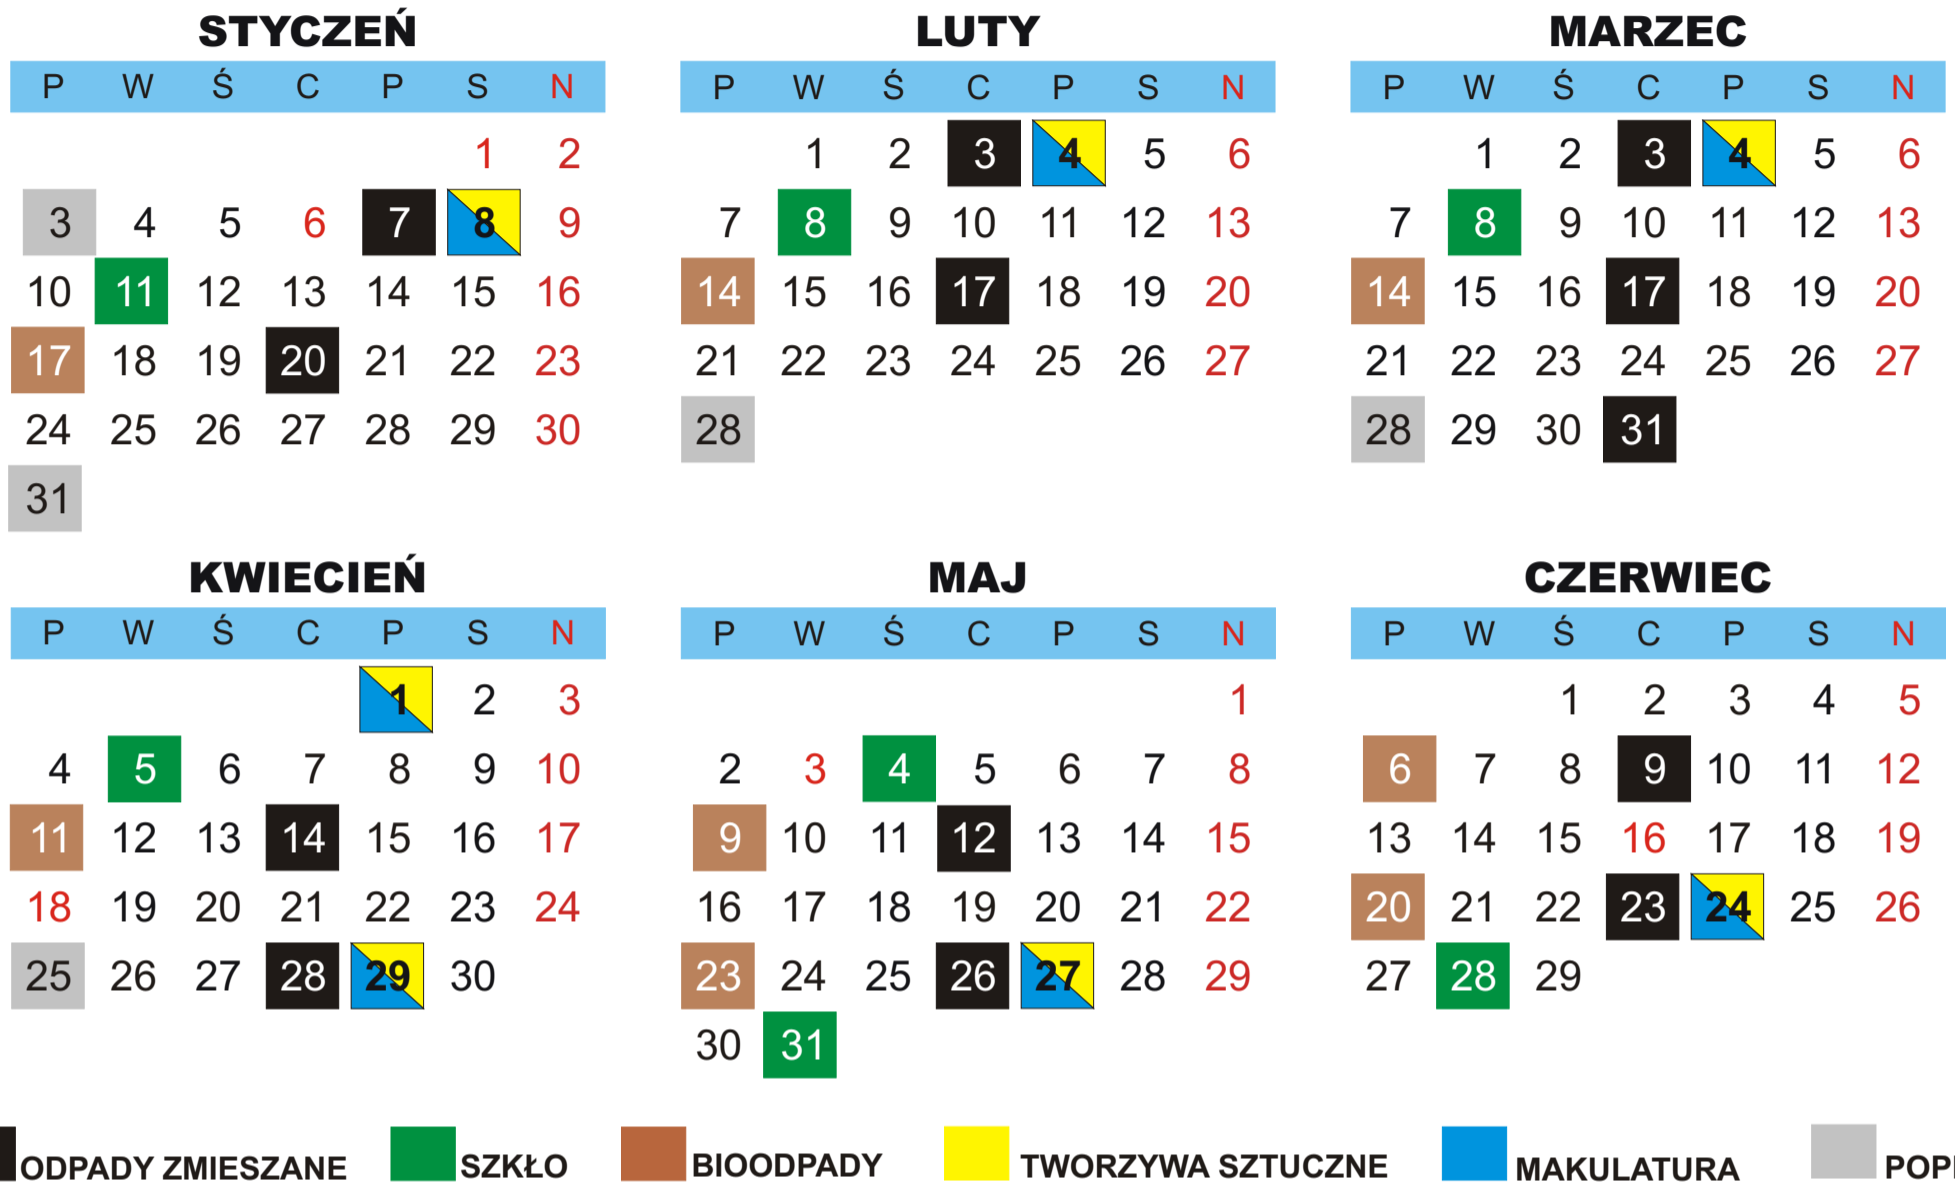 STYCZEŃ LUTY MARZEC
P W Ś C P S N P W Ś C P S N P W Ś C P S N
1 2 1 2 3 4 5 6 1 2 3 4 5 6
3 4 5 6 7 8 9 7 8 9 10 11 12 13 7 8 9 10 11 12 13
10 11 12 13 14 15 16 14 15 16 17 18 19 20 14 15 16 17 18 19 20
17 18 19 20 21 22 23 21 22 23 24 25 26 27 21 22 23 24 25 26 27
24 25 26 27 28 29 30 28 28 29 30 31
31
KWIECIEŃ MAJ CZERWIEC
P W Ś C P S N P W Ś C P S N P W Ś C P S N
1 2 3 1 1 2 3 4 5
4 5 6 7 8 9 10 2 3 4 5 6 7 8 6 7 8 9 10 11 12
11 12 13 14 15 16 17 9 10 11 12 13 14 15 13 14 15 16 17 18 19
18 19 20 21 22 23 24 16 17 18 19 20 21 22 20 21 22 23 24 25 26
25 26 27 28 29 30 23 24 25 26 27 28 29 27 28 29
30 31
ODPADY ZMIESZANE SZKŁO BIOODPADY TWORZYWA SZTUCZNE MAKULATURA